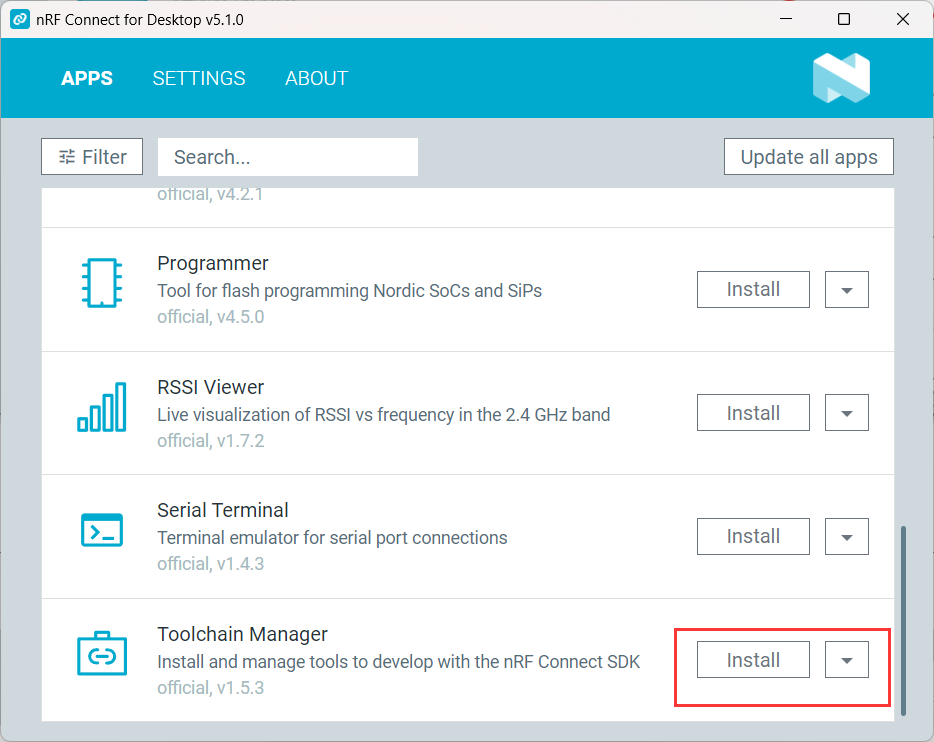 nRF Connect for Desktop v5.1.0
APPS SETTINGS ABOUT
Filter Search... Update all apps
official, v4.2.1
Programmer
Tool for flash programming Nordic SoCs and SiPs
official, v4.5.0
Install
RSSI Viewer
Live visualization of RSSI vs frequency in the 2.4 GHz band
official, v1.7.2
Install
Serial Terminal
Terminal emulator for serial port connections
official, v1.4.3
Install
Toolchain Manager
Install and manage tools to develop with the nRF Connect SDK
official, v1.5.3
Install